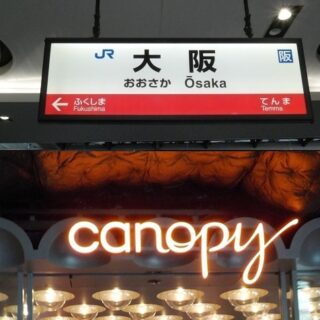 JR 大阪 阪
おおさか Ōsaka
← ふくしま てんま
Fukushima Temma
canopy